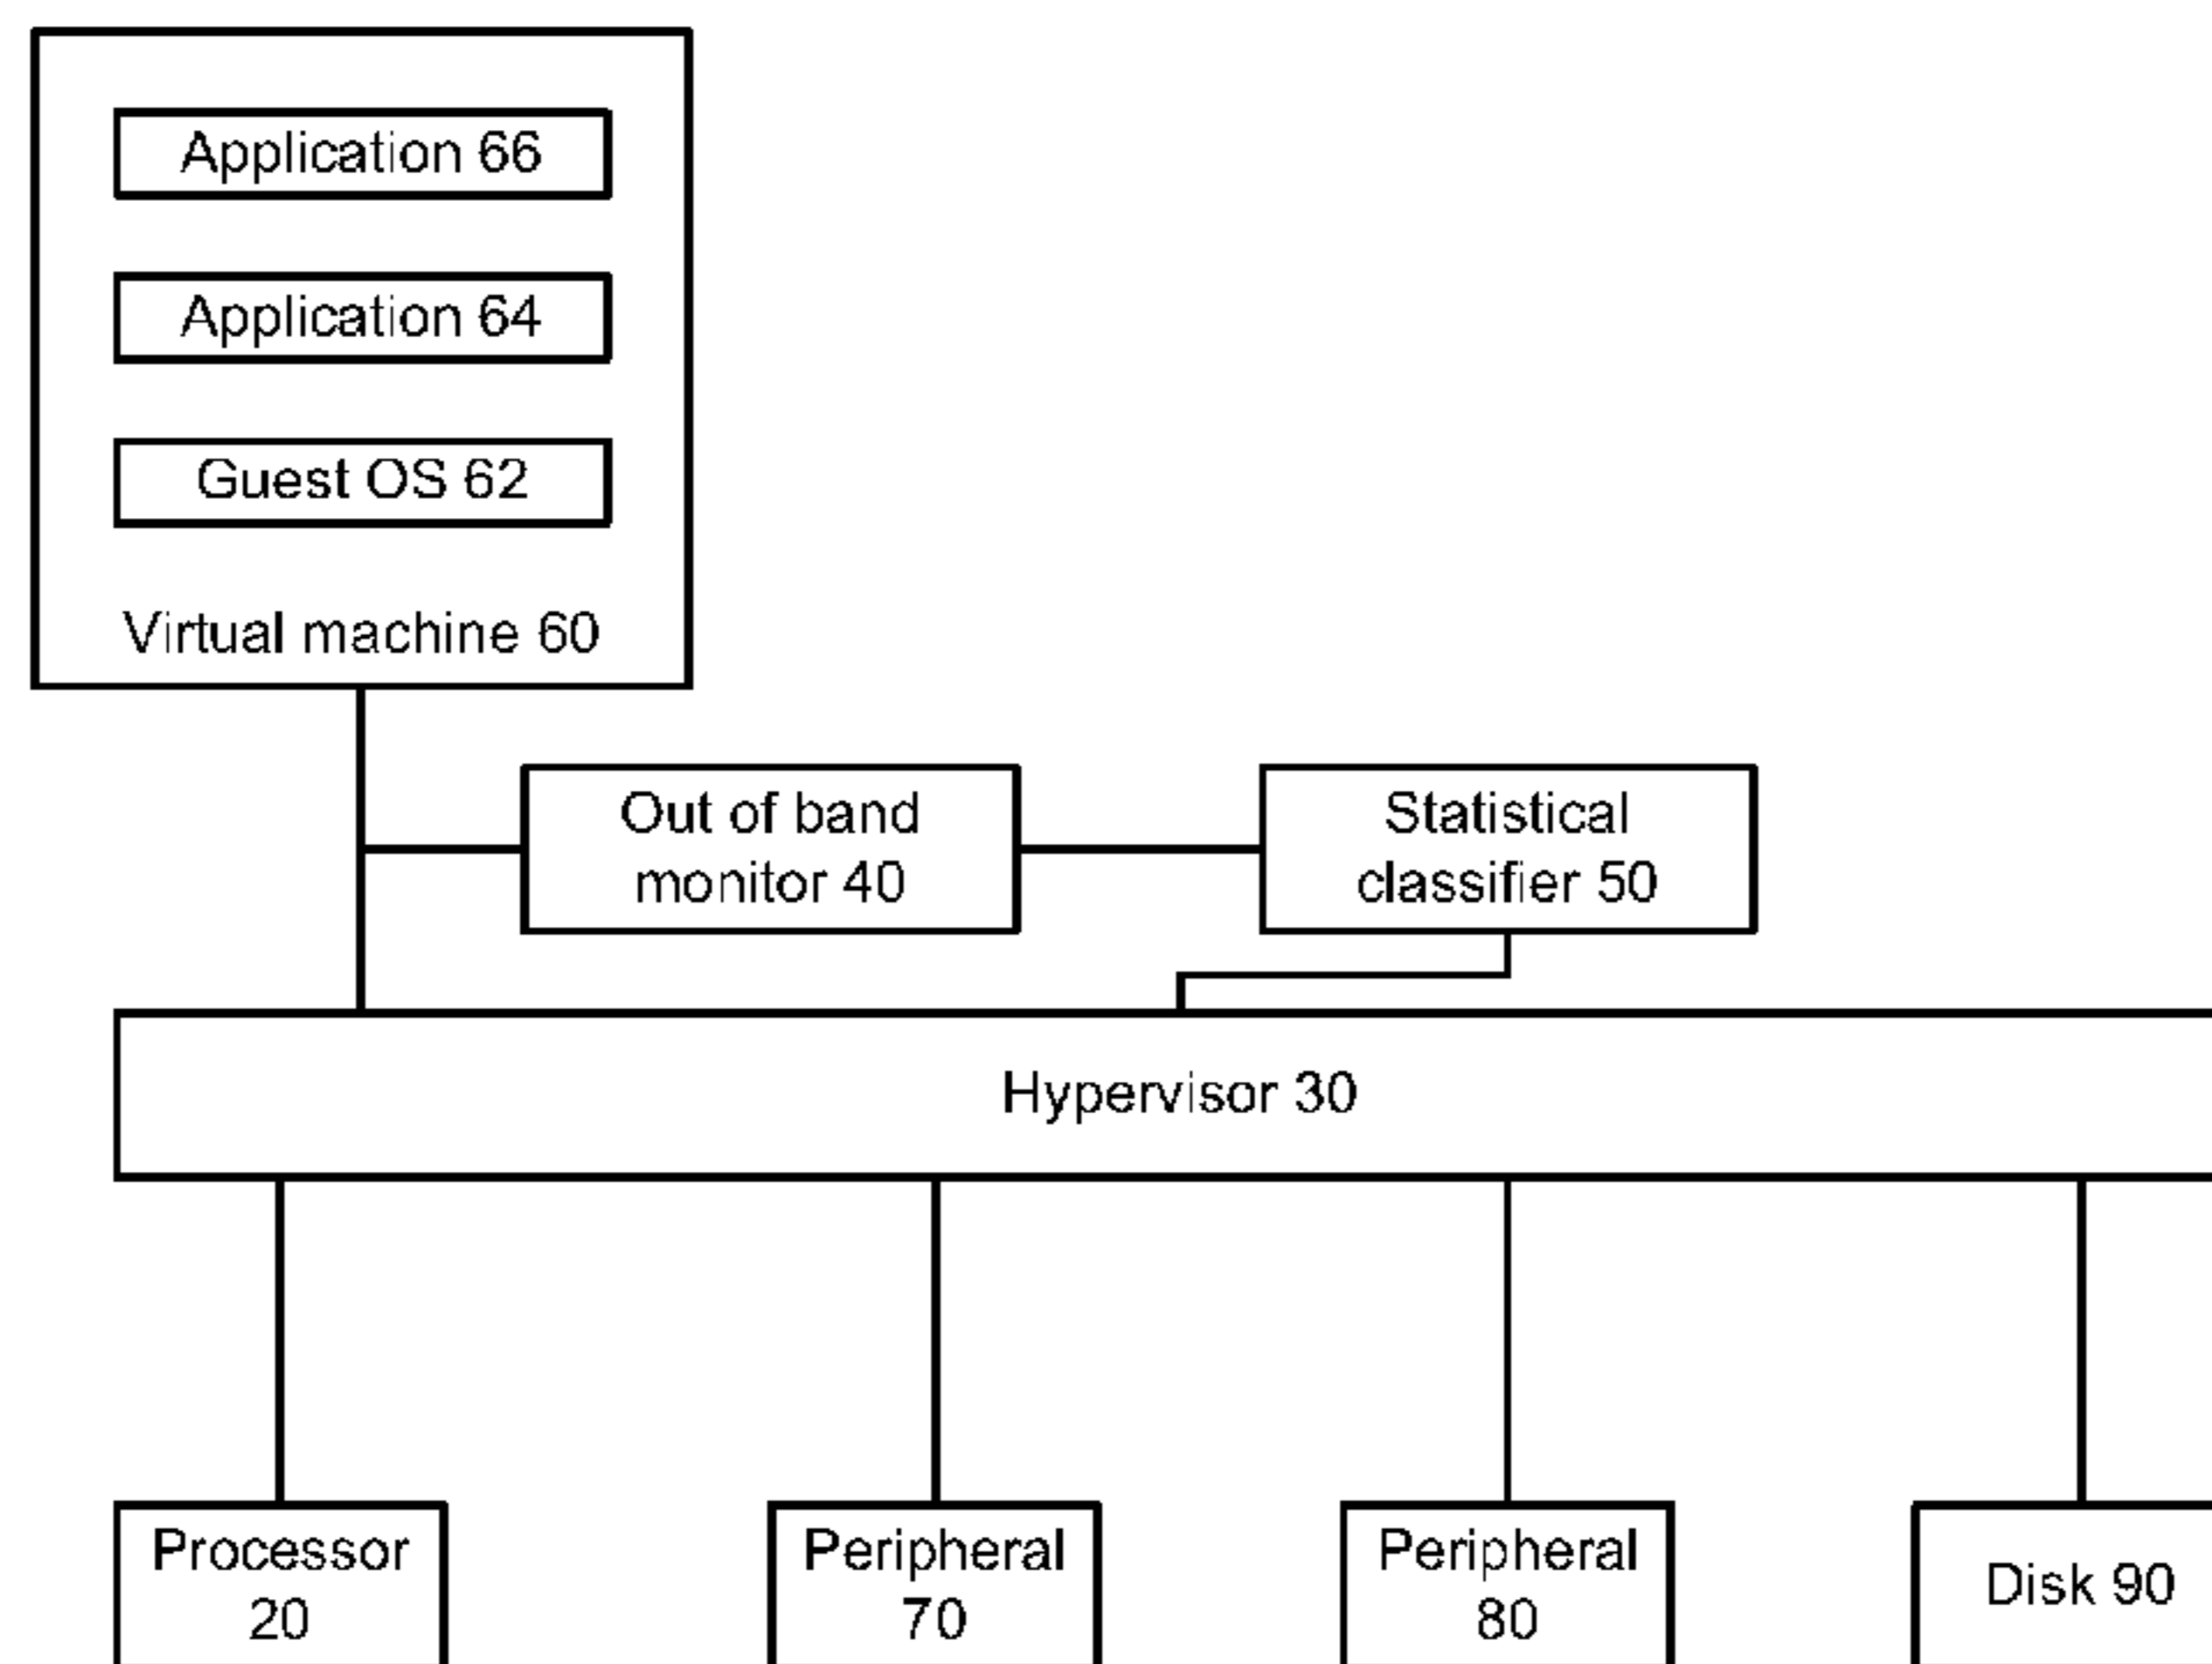 Application 66
Application 64
Guest OS 62
Virtual machine 60
Out of band
monitor 40
Statistical
classifier 50
Hypervisor 30
Processor
20
Peripheral
70
Peripheral
80
Disk 90